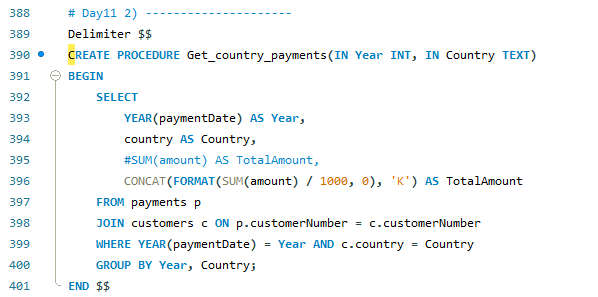 388 # Day11 2) ---------------------
389 Delimiter $$
390 CREATE PROCEDURE Get_country_payments(IN Year INT, IN Country TEXT)
391 BEGIN
392 SELECT
393 YEAR(paymentDate) AS Year,
394 country AS Country,
395 #SUM(amount) AS TotalAmount,
396 CONCAT(FORMAT(SUM(amount) / 1000, 0), 'K') AS TotalAmount
397 FROM payments p
398 JOIN customers c ON p.customerNumber = c.customerNumber
399 WHERE YEAR(paymentDate) = Year AND c.country = Country
400 GROUP BY Year, Country;
401 END $$